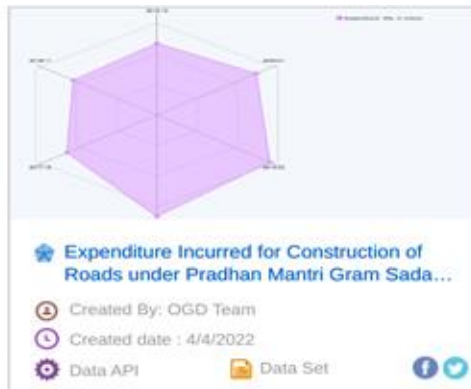 Expenditure Incurred for Construction of
Roads under Pradhan Mantri Gram Sada...
Created By: OGD Team
Created date : 4/4/2022
Data API
Data Set